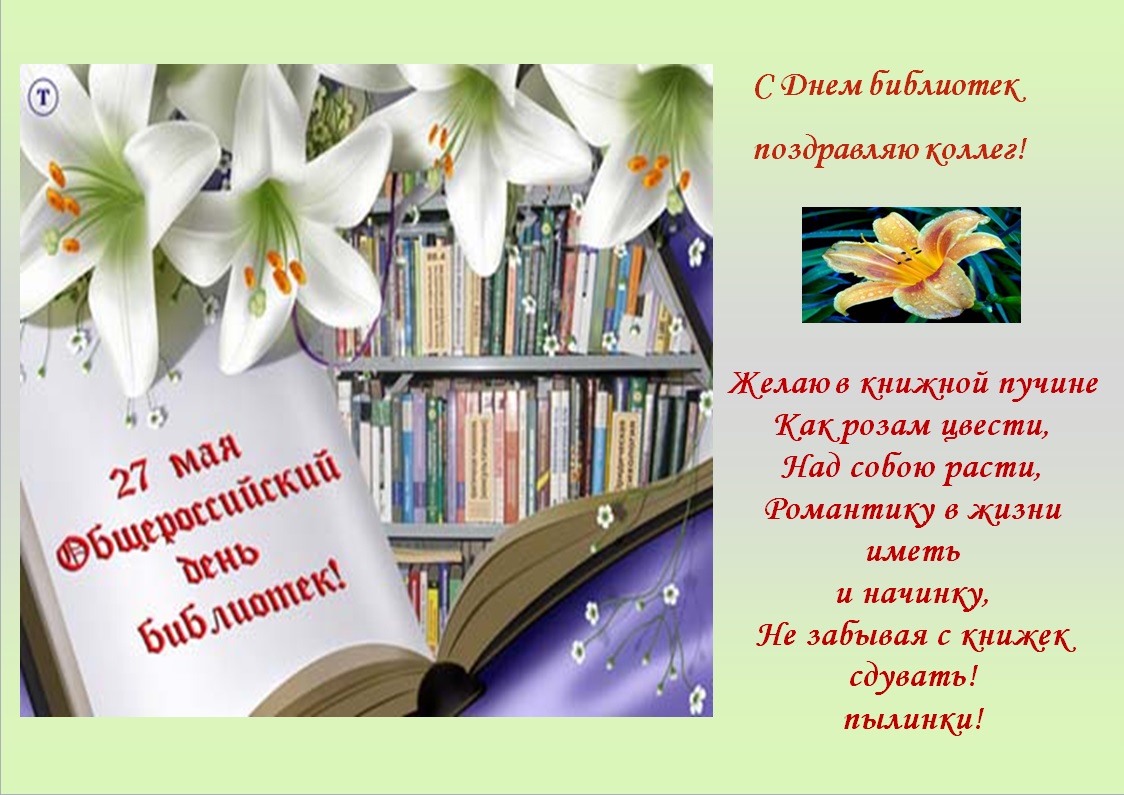 Т
27 мая
Общероссийский
день
библиотек!
С Днем библиотек
поздравляю коллег!
Желаю в книжной пучине
Как розам цвести,
Над собою расти,
Романтику в жизни
иметь
и начинку,
Не забывая с книжек
сдувать!
пылинки!